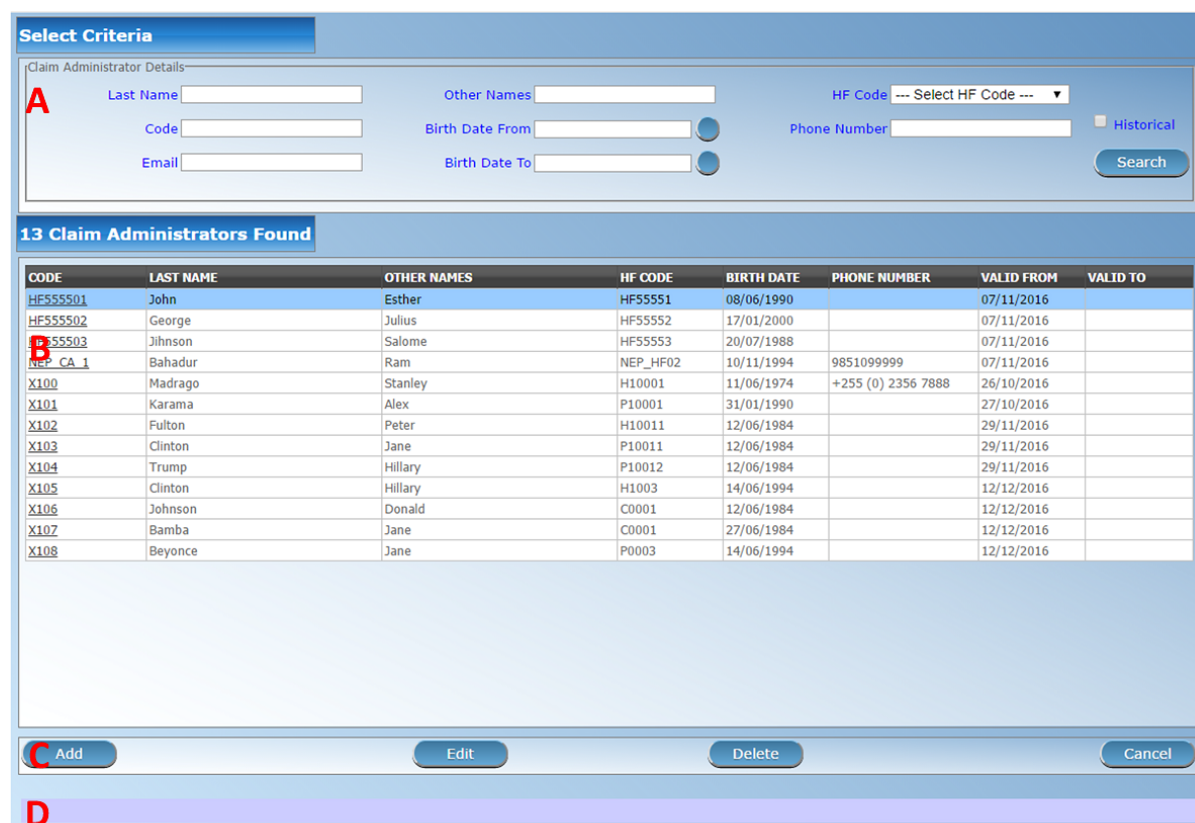 Select Criteria
Claim Administrator Details
A
Last Name Other Names HF Code --- Select HF Code ---
Code Birth Date From Phone Number Historical
Email Birth Date To Search
13 Claim Administrators Found
CODE LAST NAME OTHER NAMES HF CODE BIRTH DATE PHONE NUMBER VALID FROM VALID TO
HF555501 John Esther HF55551 08/06/1990 07/11/2016
HF555502 George Julius HF55552 17/01/2000 07/11/2016
HF555503 Jihnson Salome HF55553 20/07/1988 07/11/2016
B
NEP_CA_1 Bahadur Ram NEP_HF02 10/11/1994 9851099999 07/11/2016
X100 Madrago Stanley H10001 11/06/1974 +255 (0) 2356 7888 26/10/2016
X101 Karama Alex P10001 31/01/1990 27/10/2016
X102 Fulton Peter H10011 12/06/1984 29/11/2016
X103 Clinton Jane P10011 12/06/1984 29/11/2016
X104 Trump Hillary P10012 12/06/1984 29/11/2016
X105 Clinton Hillary H1003 14/06/1994 12/12/2016
X106 Johnson Donald C0001 12/06/1984 12/12/2016
X107 Bamba Jane C0001 27/06/1984 12/12/2016
X108 Beyonce Jane P0003 14/06/1994 12/12/2016
C Add Edit Delete Cancel
D